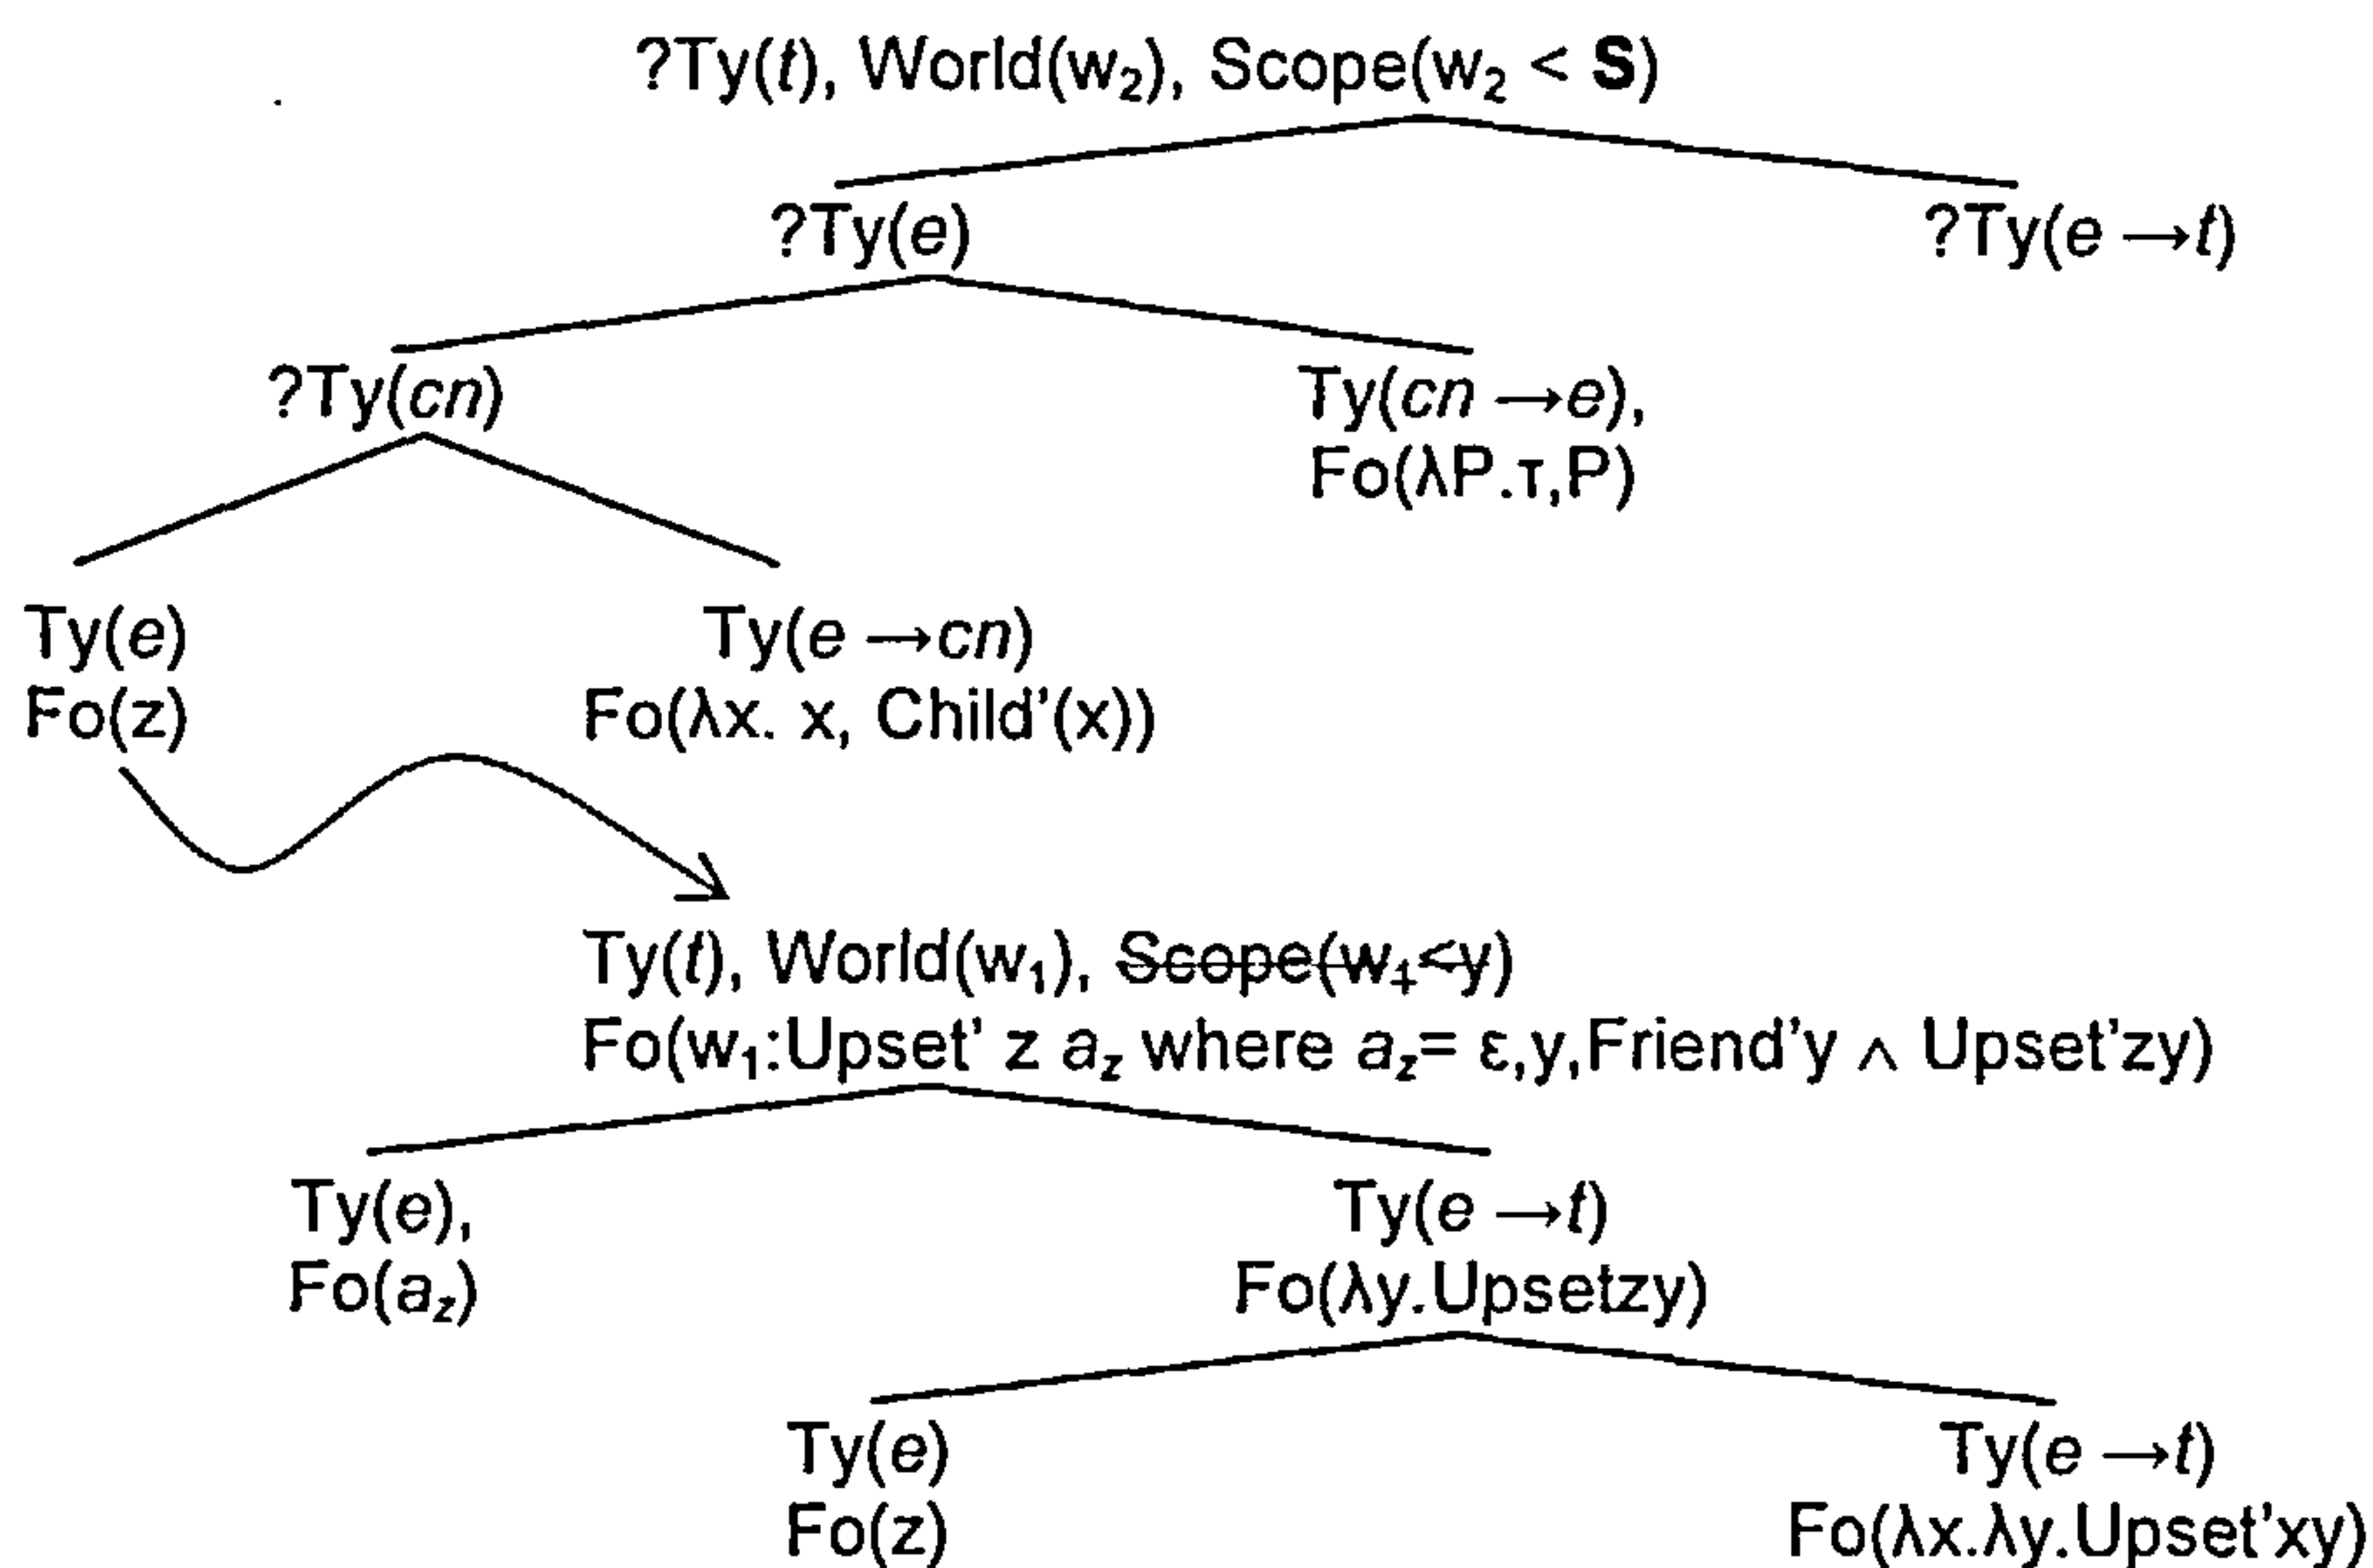 ?Ty(t), World(w₂), Scope(w₂ < S)
?Ty(e) ?Ty(e →t)
?Ty(cn) Ty(cn →e),
Fo(λP.τ,P)
Ty(e) Ty(e →cn)
Fo(z) Fo(λx. x, Child'(x))
Ty(t), World(w₁), Scope(w₁<y)
Fo(w₁:Upset' z a_z where a_z= ε,y,Friend'y ∧ Upset'zy)
Ty(e), Ty(e →t)
Fo(a_z) Fo(λy.Upsetzy)
Ty(e) Ty(e →t)
Fo(z) Fo(λx.λy.Upset'xy)